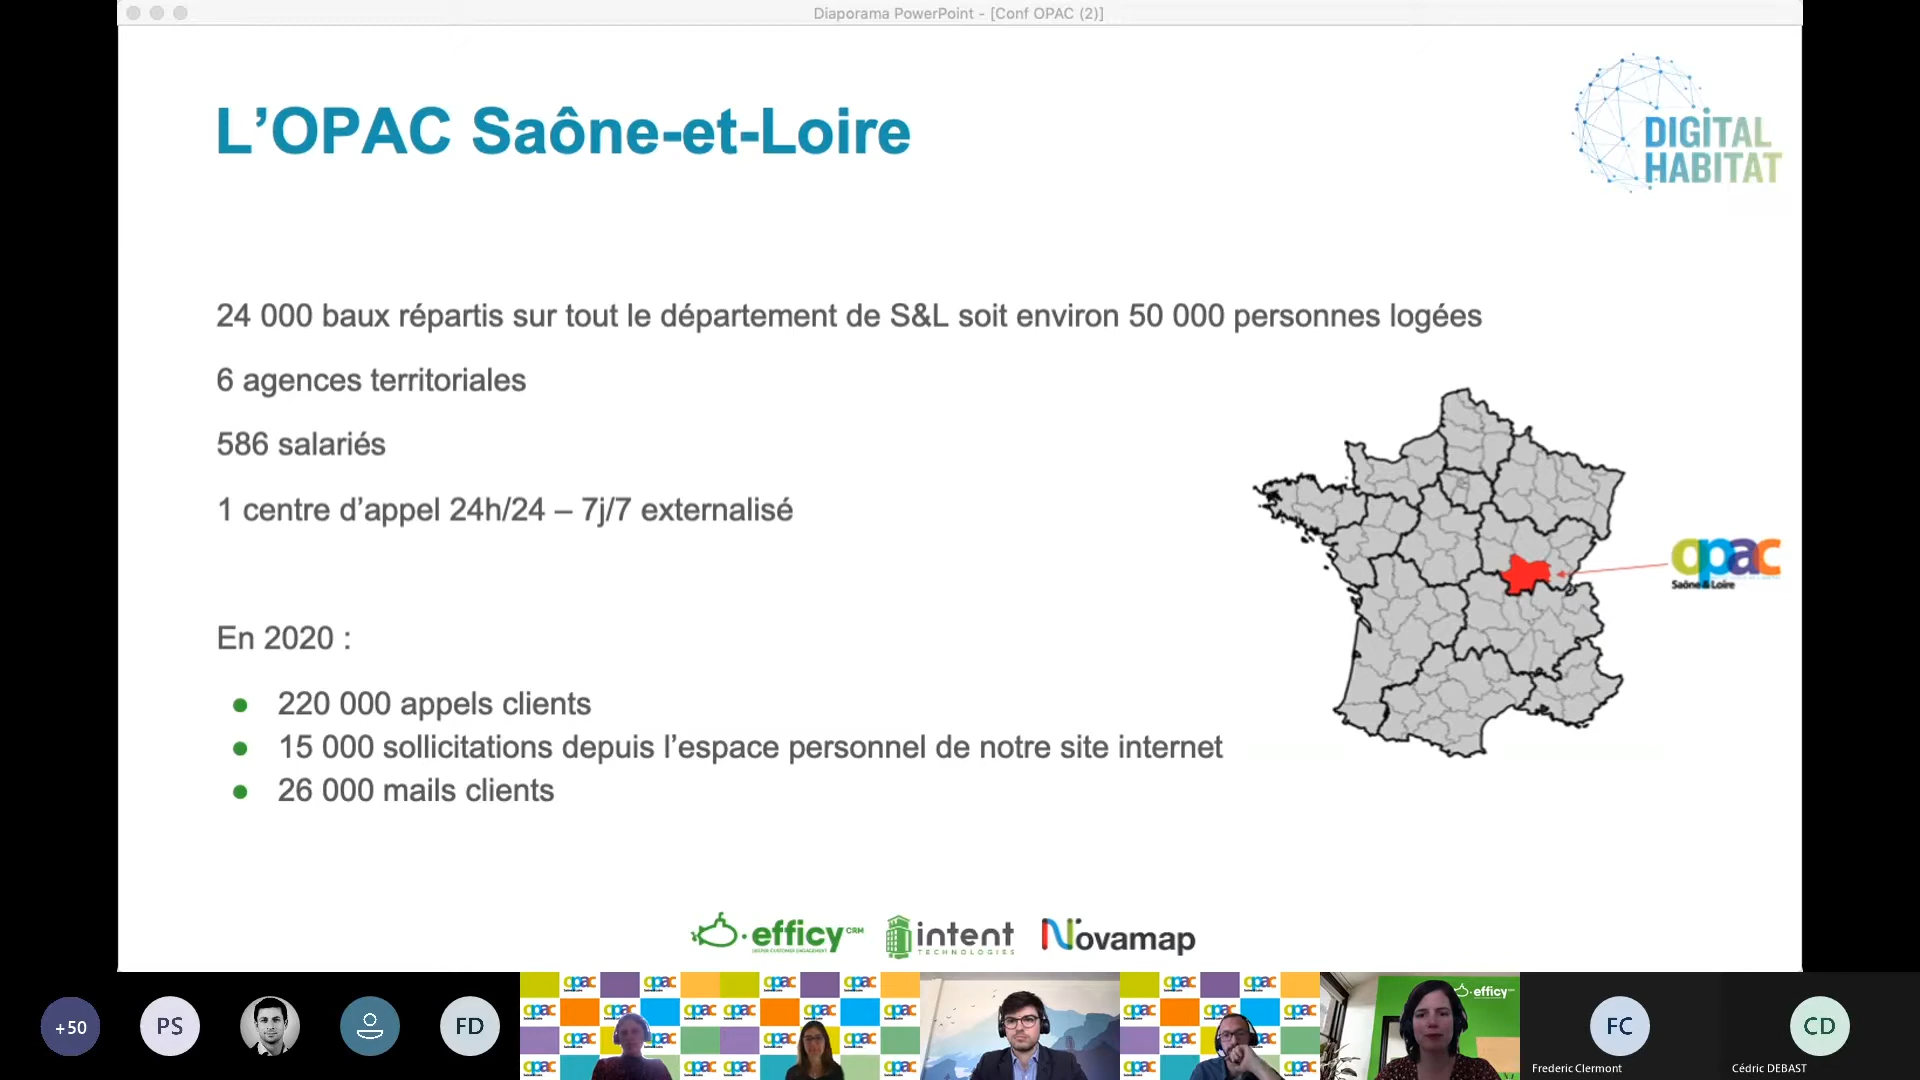 Diaporama PowerPoint - [Conf OPAC (2)]
L’OPAC Saône-et-Loire
DIGITAL
HABITAT
24 000 baux répartis sur tout le département de S&L soit environ 50 000 personnes logées
6 agences territoriales
586 salariés
1 centre d’appel 24h/24 – 7j/7 externalisé
opac
Saône & Loire
En 2020 :
● 220 000 appels clients
● 15 000 sollicitations depuis l’espace personnel de notre site internet
● 26 000 mails clients
efficy CRM
intent
TECHNOLOGIES
Novamap
+50
PS
FD
opac
efficy
FC
CD
Frederic Clermont
Cédric DEBAST